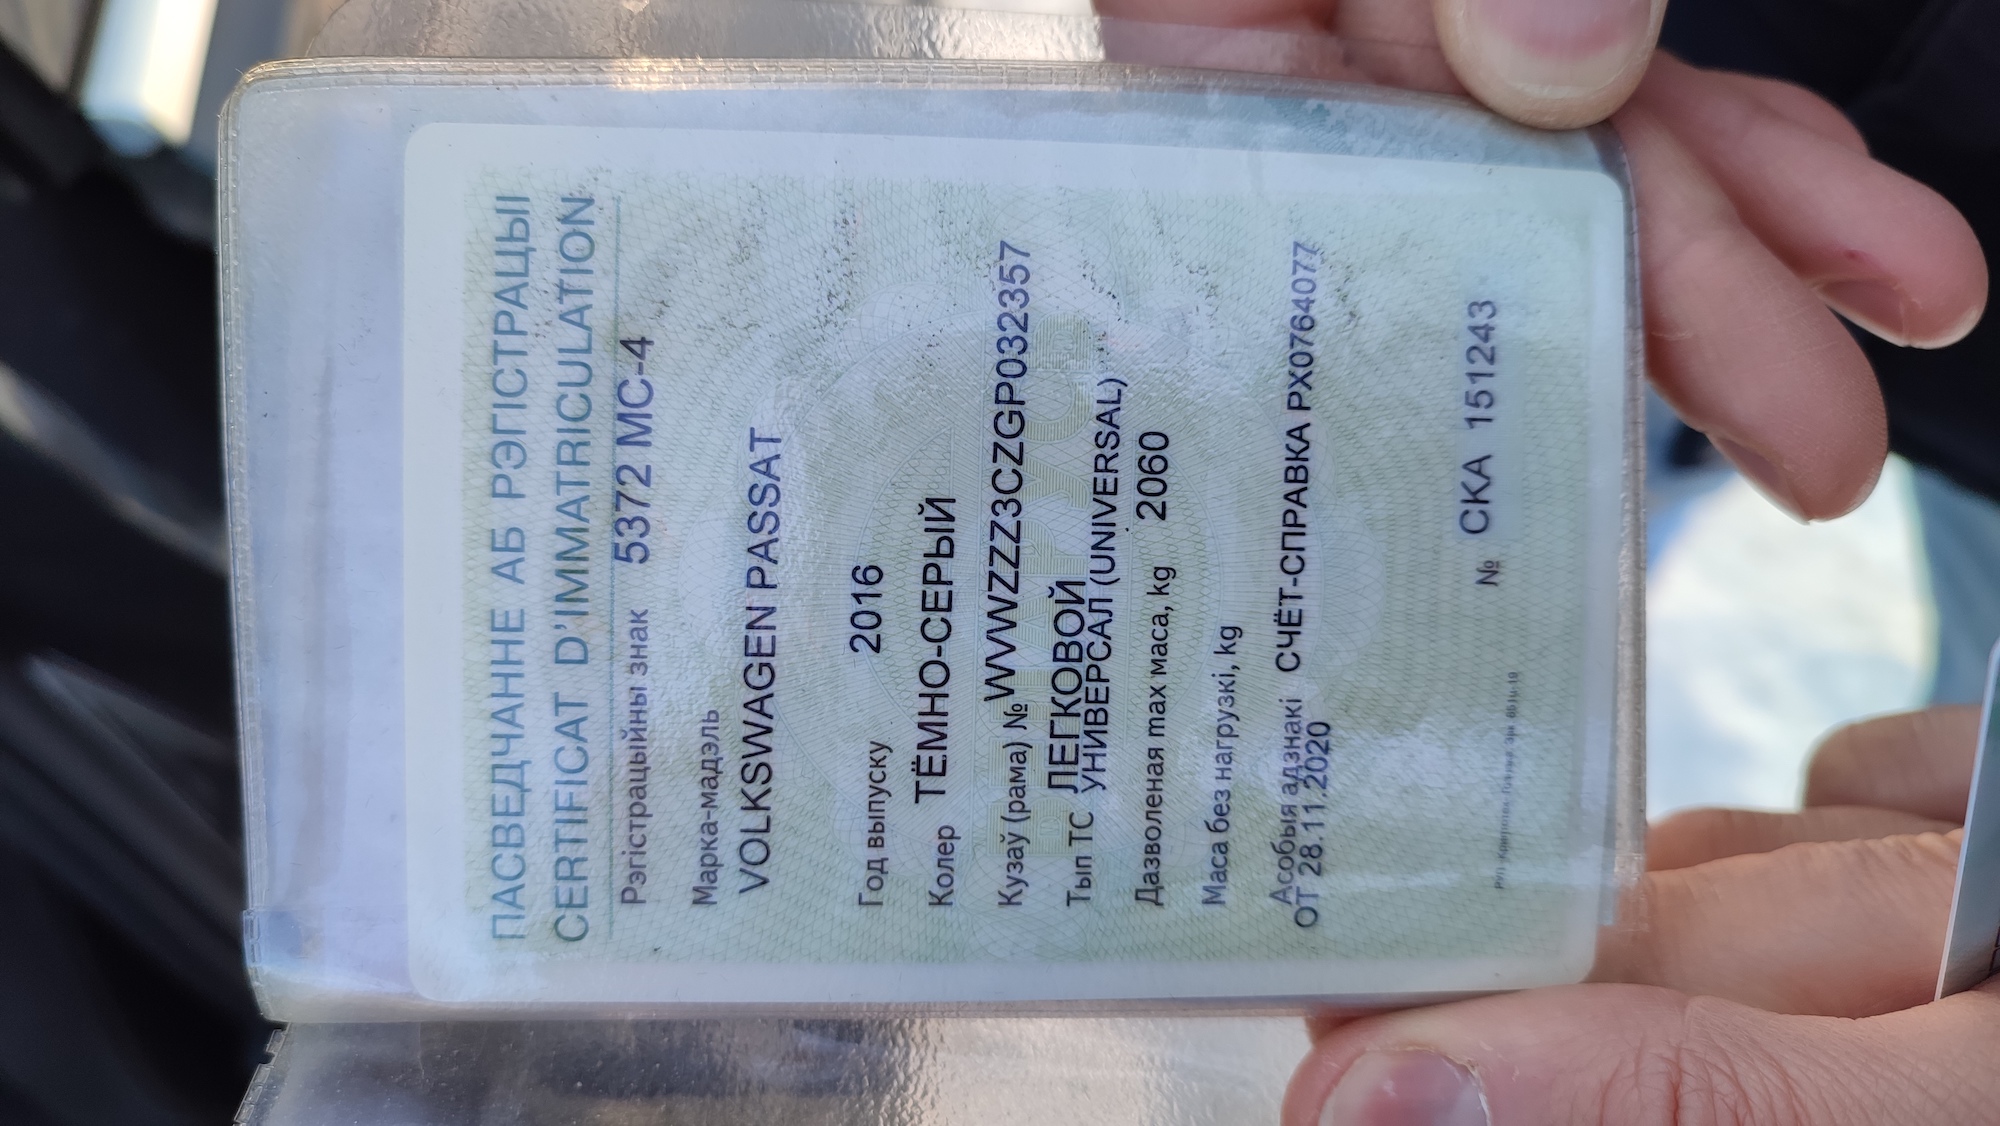 ПАСВЕДЧАННЕ АБ РЭГІСТРАЦЫІ
CERTIFICAT D'IMMATRICULATION
Рэгістрацыйны знак 5372 МС-4
Марка-мадэль
VOLKSWAGEN PASSAT
Год выпуску 2016
Колер ТЁМНО-СЕРЫЙ
Кузаў (рама) № WVWZZZ3CZGP032357
Тып ТС ЛЕГКОВОЙ
УНИВЕРСАЛ (UNIVERSAL)
Дазволеная max маса, kg 2060
Маса без нагрузкі, kg
Асобыя адзнакі СЧЁТ-СПРАВКА РХ0764077
ОТ 28.11.2020
№ СКА 151243